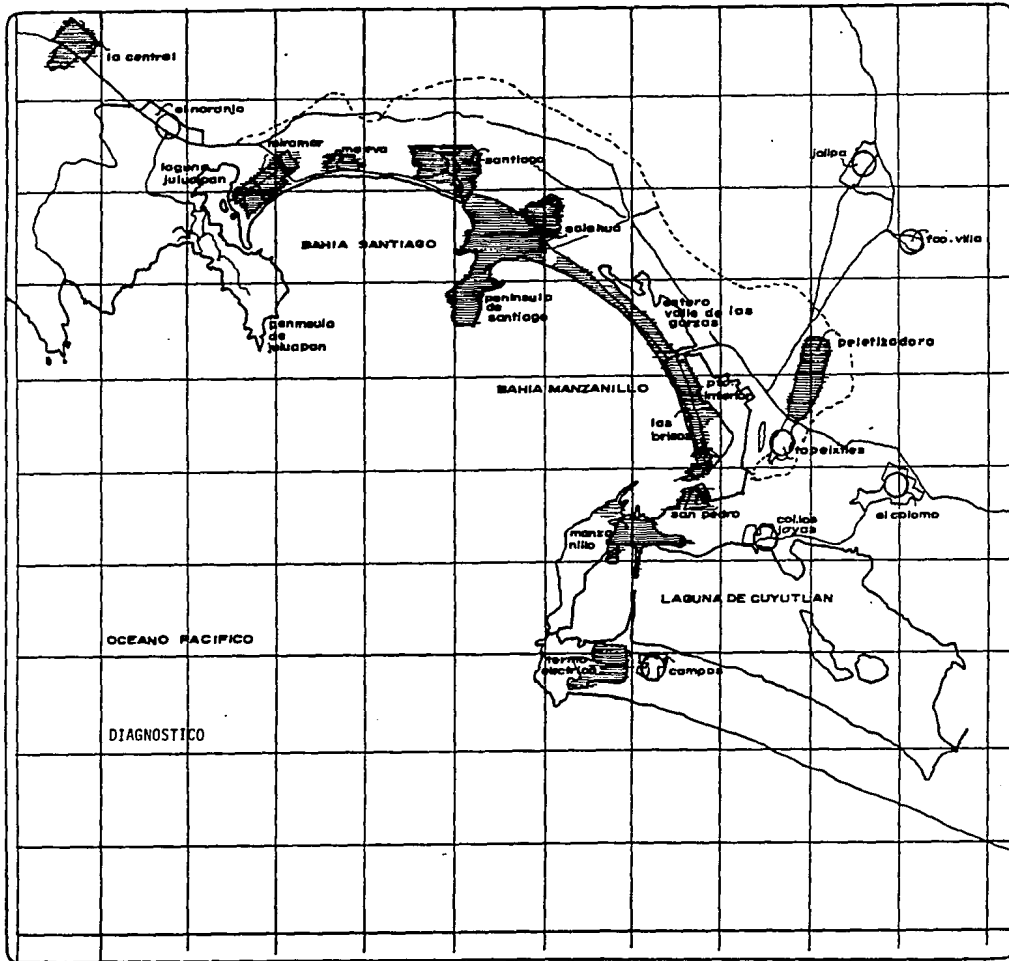 la central
el naranjo
miramar
laguna
juluapan
santiago
jalipa
BAHIA SANTIAGO
salahua
fco. villa
peninsula
de
santiago
estero
valle de las
garzas
peninsula
de
juluapan
peletizadora
BAHIA MANZANILLO
pto.
interior
las
brisas
tapeixtles
el colomo
san pedro
manza
nillo
col. las
joyas
LAGUNA DE CUYUTLAN
OCEANO PACIFICO
termo
electrica
campos
DIAGNOSTICO